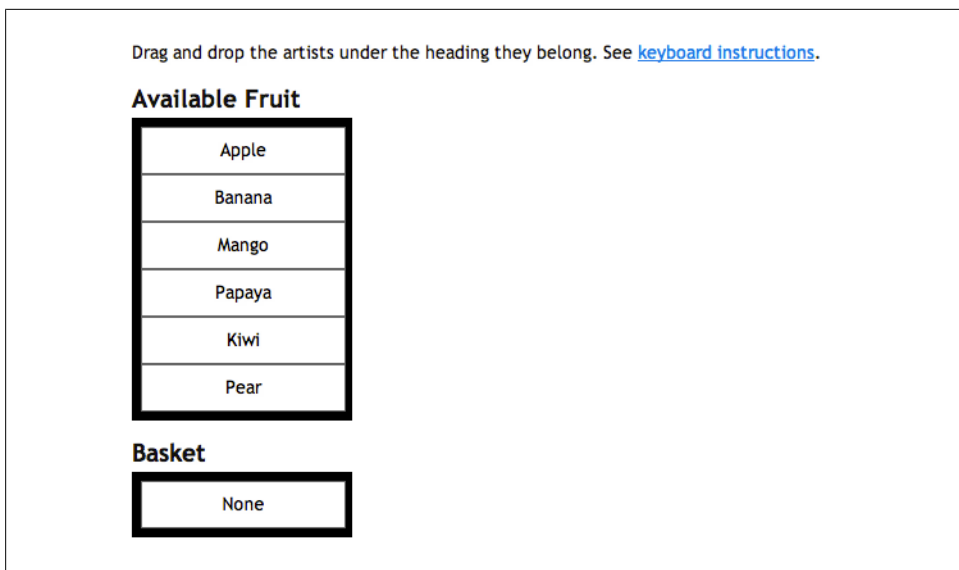 Drag and drop the artists under the heading they belong. See keyboard instructions.
Available Fruit
Apple
Banana
Mango
Papaya
Kiwi
Pear
Basket
None